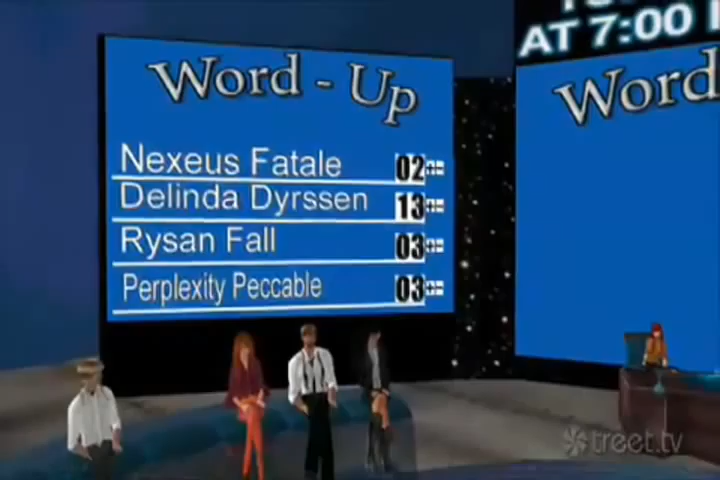 AT 7:00
Word - Up
Word
Nexeus Fatale 02
Delinda Dyrssen 13
Rysan Fall 03
Perplexity Peccable 03
treet.tv